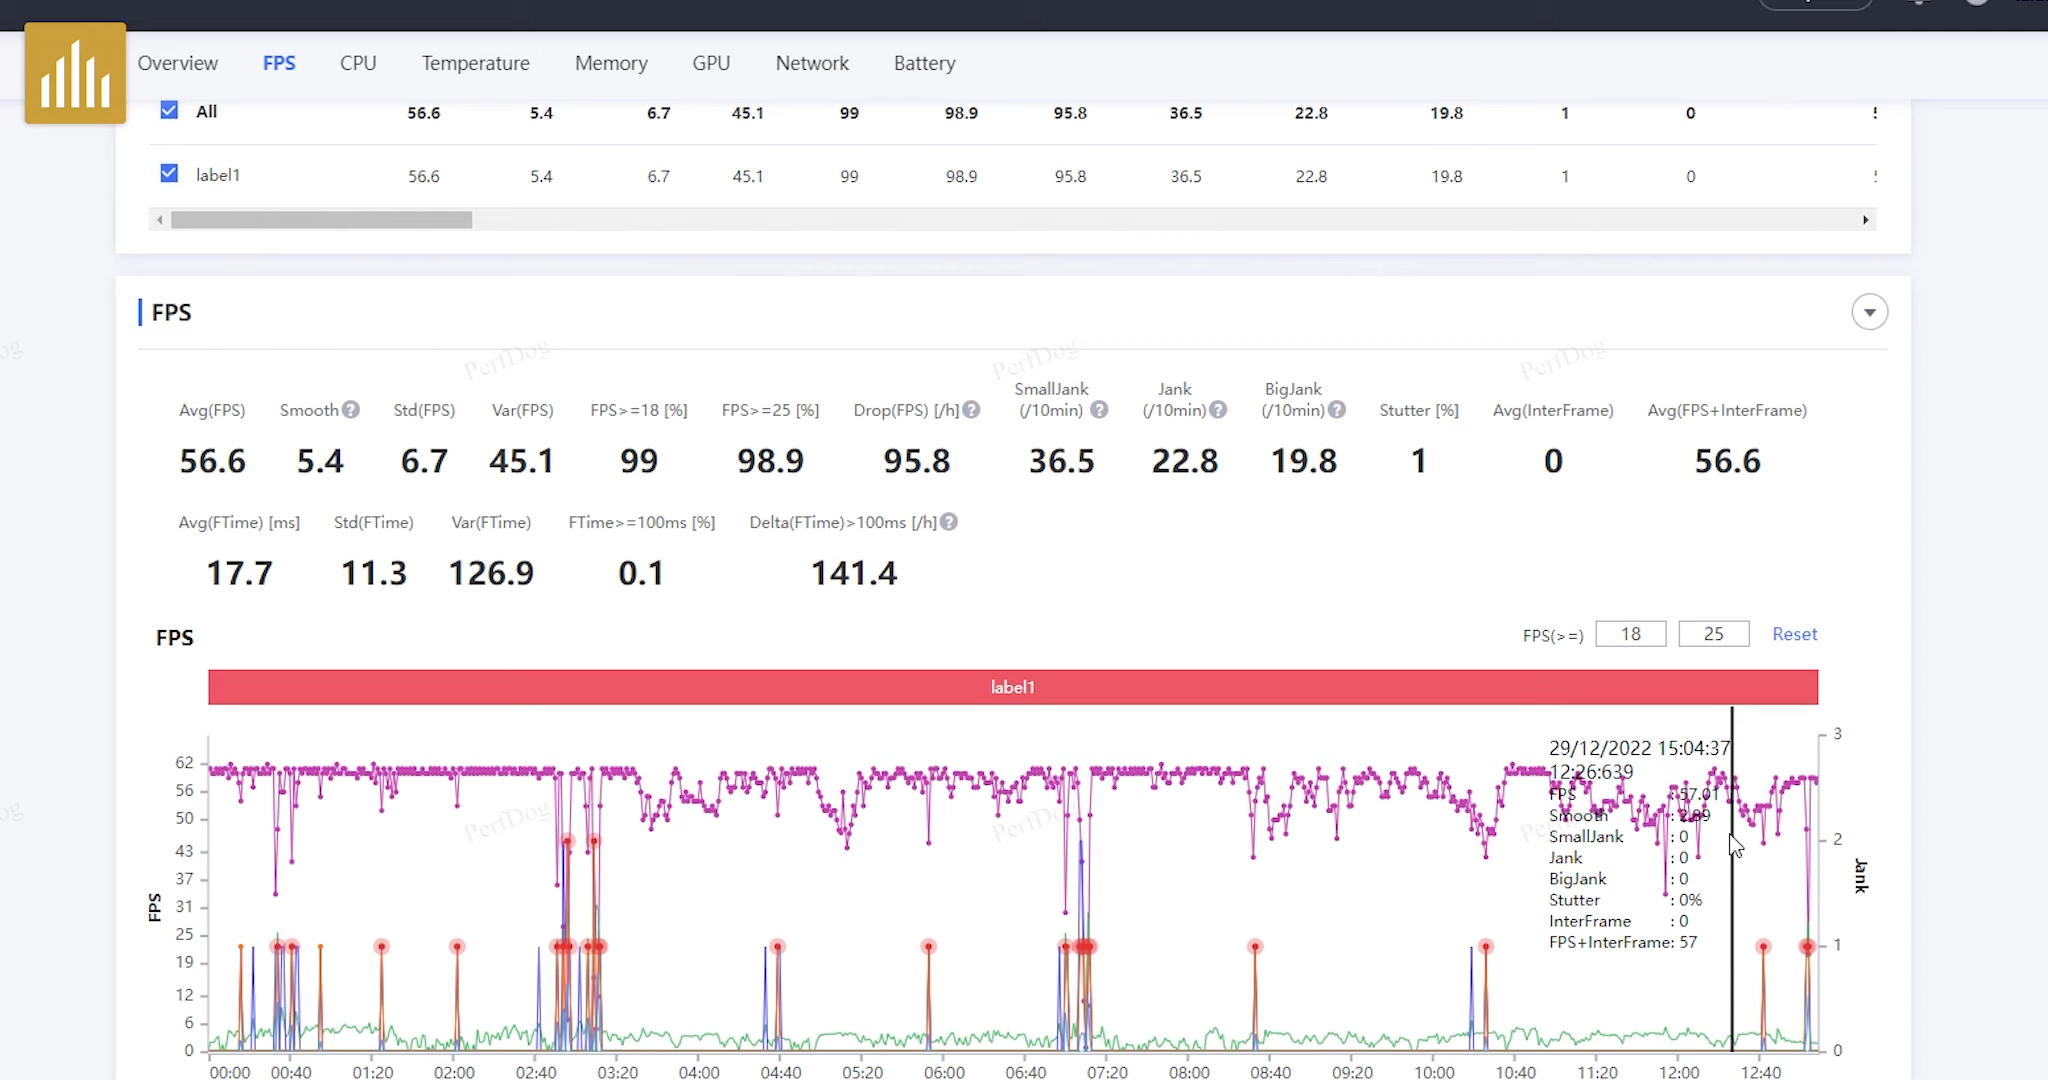 Overview FPS CPU Temperature Memory GPU Network Battery
All 56.6 5.4 6.7 45.1 99 98.9 95.8 36.5 22.8 19.8 1 0
label1 56.6 5.4 6.7 45.1 99 98.9 95.8 36.5 22.8 19.8 1 0
FPS
PerfDog PerfDog PerfDog
Avg(FPS) Smooth Std(FPS) Var(FPS) FPS>=18 [%] FPS>=25 [%] Drop(FPS) [/h] SmallJank (/10min) Jank (/10min) BigJank (/10min) Stutter [%] Avg(InterFrame) Avg(FPS+InterFrame)
56.6 5.4 6.7 45.1 99 98.9 95.8 36.5 22.8 19.8 1 0 56.6
Avg(FTime) [ms] Std(FTime) Var(FTime) FTime>=100ms [%] Delta(FTime)>100ms [/h]
17.7 11.3 126.9 0.1 141.4
FPS
FPS(>=) 18 25 Reset
label1
29/12/2022 15:04:37
12:26:639
FPS : 57.01
Smooth : 2.89
SmallJank : 0
Jank : 0
BigJank : 0
Stutter : 0%
InterFrame : 0
FPS+InterFrame: 57
PerfDog PerfDog
FPS
62
56
50
43
37
31
25
19
12
6
0
3
2
1
0
Jank
00:00 00:40 01:20 02:00 02:40 03:20 04:00 04:40 05:20 06:00 06:40 07:20 08:00 08:40 09:20 10:00 10:40 11:20 12:00 12:40